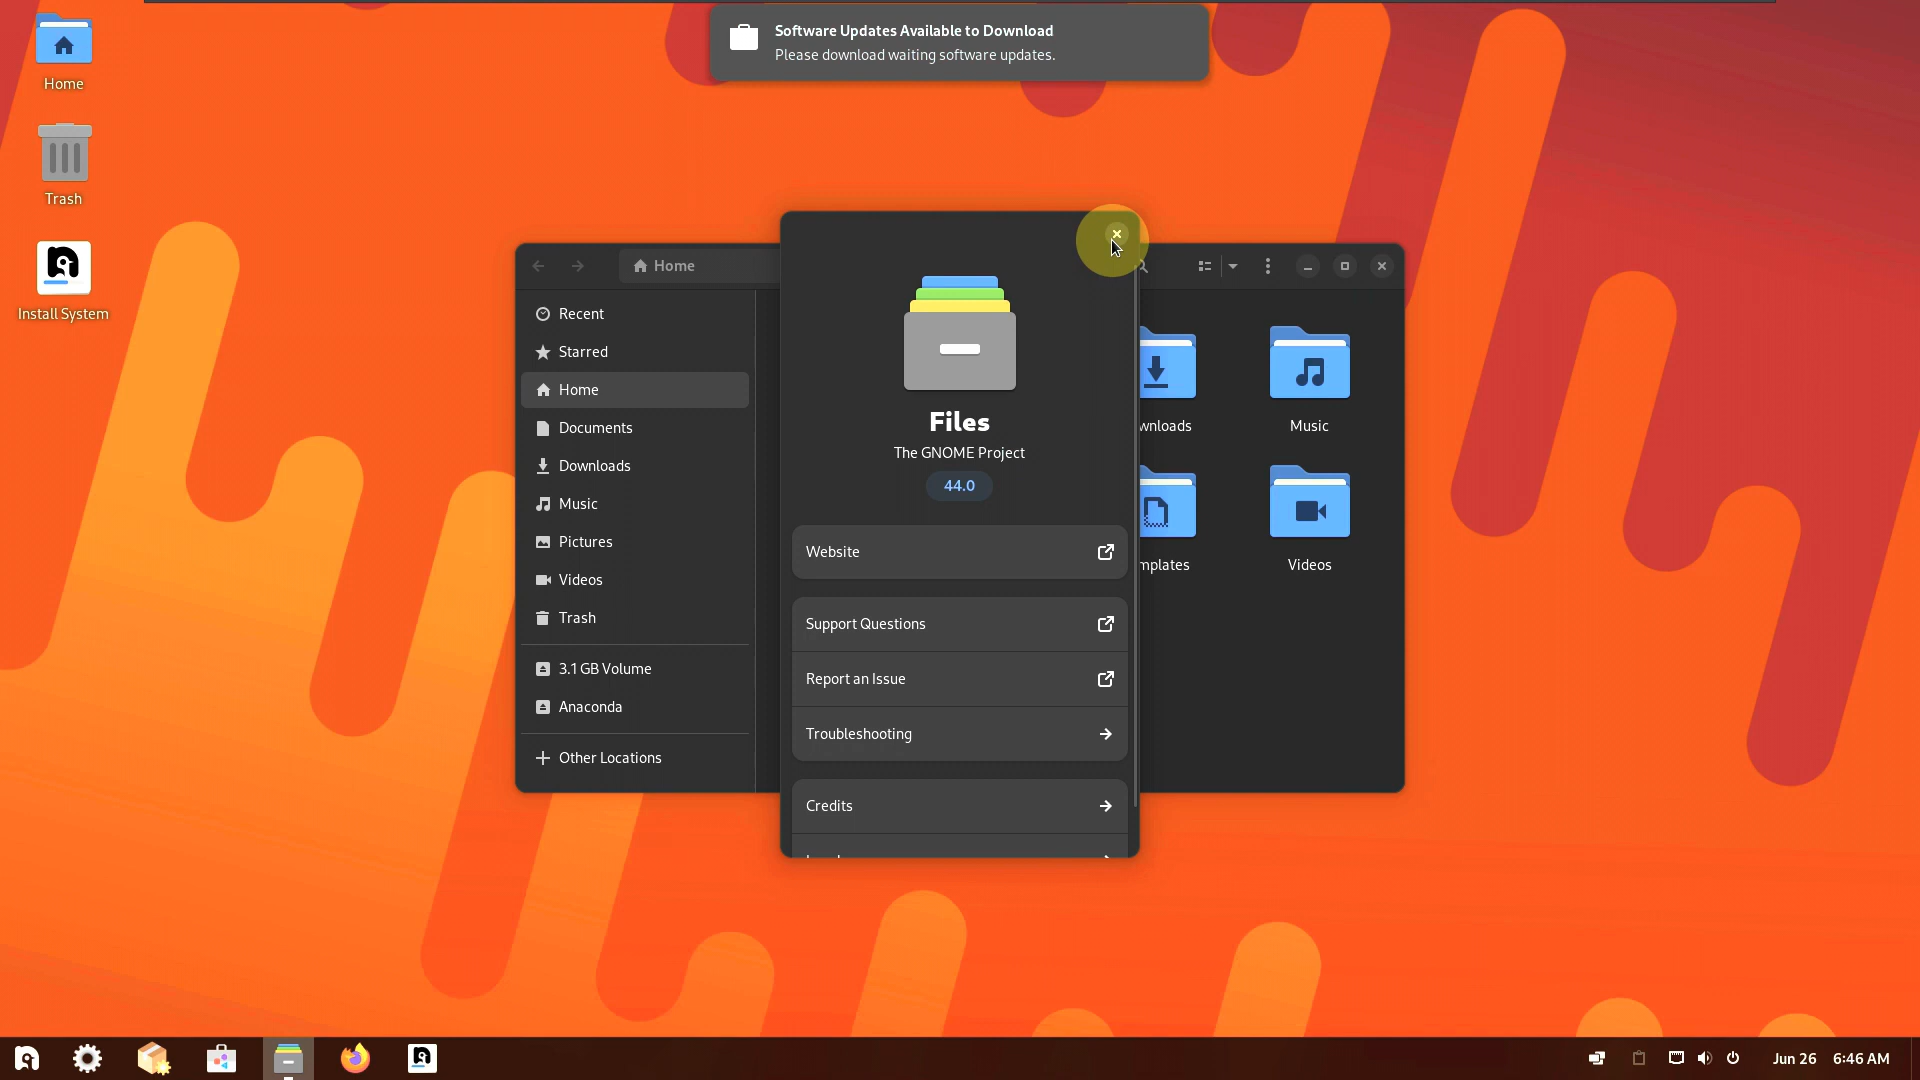 Software Updates Available to Download
Please download waiting software updates.
Home
Trash
Install System
Home
Recent
Starred
Home
Documents
Downloads
Music
Pictures
Videos
Trash
3.1 GB Volume
Anaconda
Other Locations
Files
The GNOME Project
44.0
Website
Support Questions
Report an Issue
Troubleshooting
Credits
wnloads
Music
mplates
Videos
Jun 26 6:46 AM